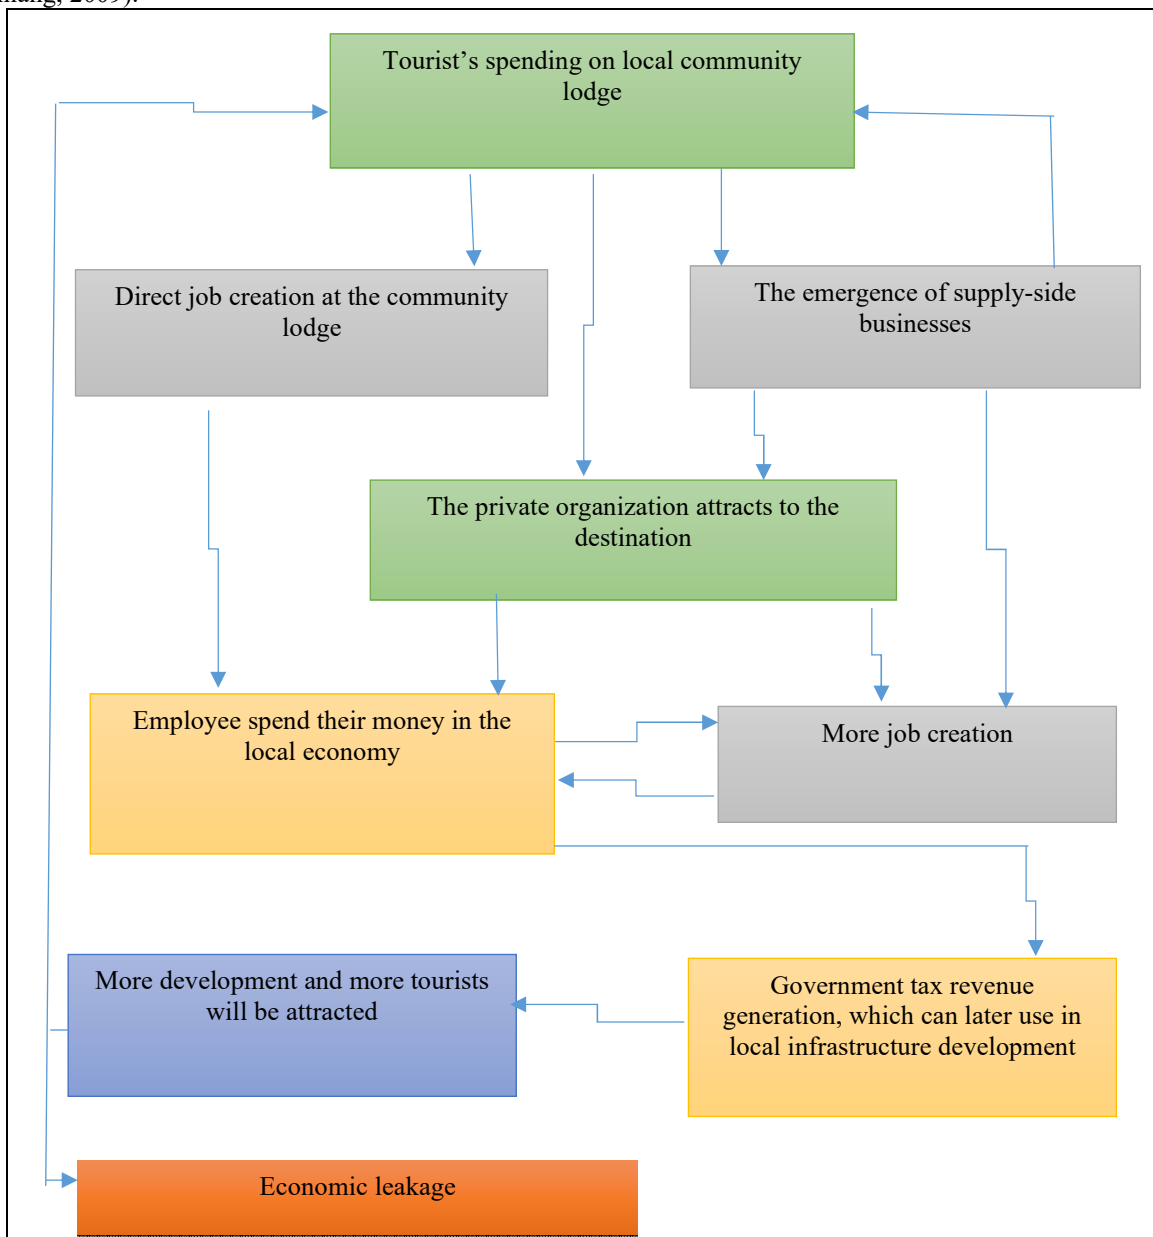 Tourist’s spending on local community
lodge
Direct job creation at the community
lodge
The emergence of supply-side
businesses
The private organization attracts to the
destination
Employee spend their money in the
local economy
More job creation
More development and more tourists
will be attracted
Government tax revenue
generation, which can later use in
local infrastructure development
Economic leakage